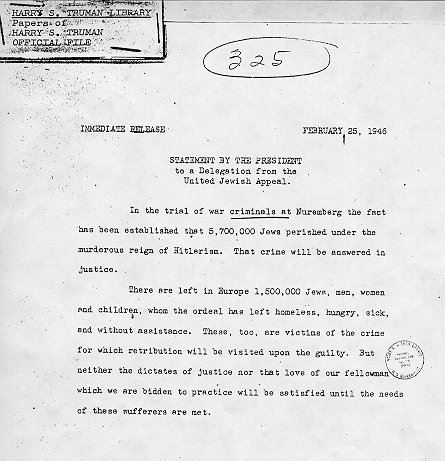 HARRY S. TRUMAN LIBRARY
Papers of
HARRY S. TRUMAN
OFFICIAL FILE
325
IMMEDIATE RELEASE FEBRUARY 25, 1946
STATEMENT BY THE PRESIDENT
to a Delegation from the
United Jewish Appeal.
In the trial of war criminals at Nuremberg the fact
has been established that 5,700,000 Jews perished under the
murderous reign of Hitlerism. That crime will be answered in
justice.
There are left in Europe 1,500,000 Jews, men, women
and children, whom the ordeal has left homeless, hungry, sick,
and without assistance. These, too, are victims of the crime
for which retribution will be visited upon the guilty. But
neither the dictates of justice nor that love of our fellowman
which we are bidden to practice will be satisfied until the needs
of these sufferers are met.